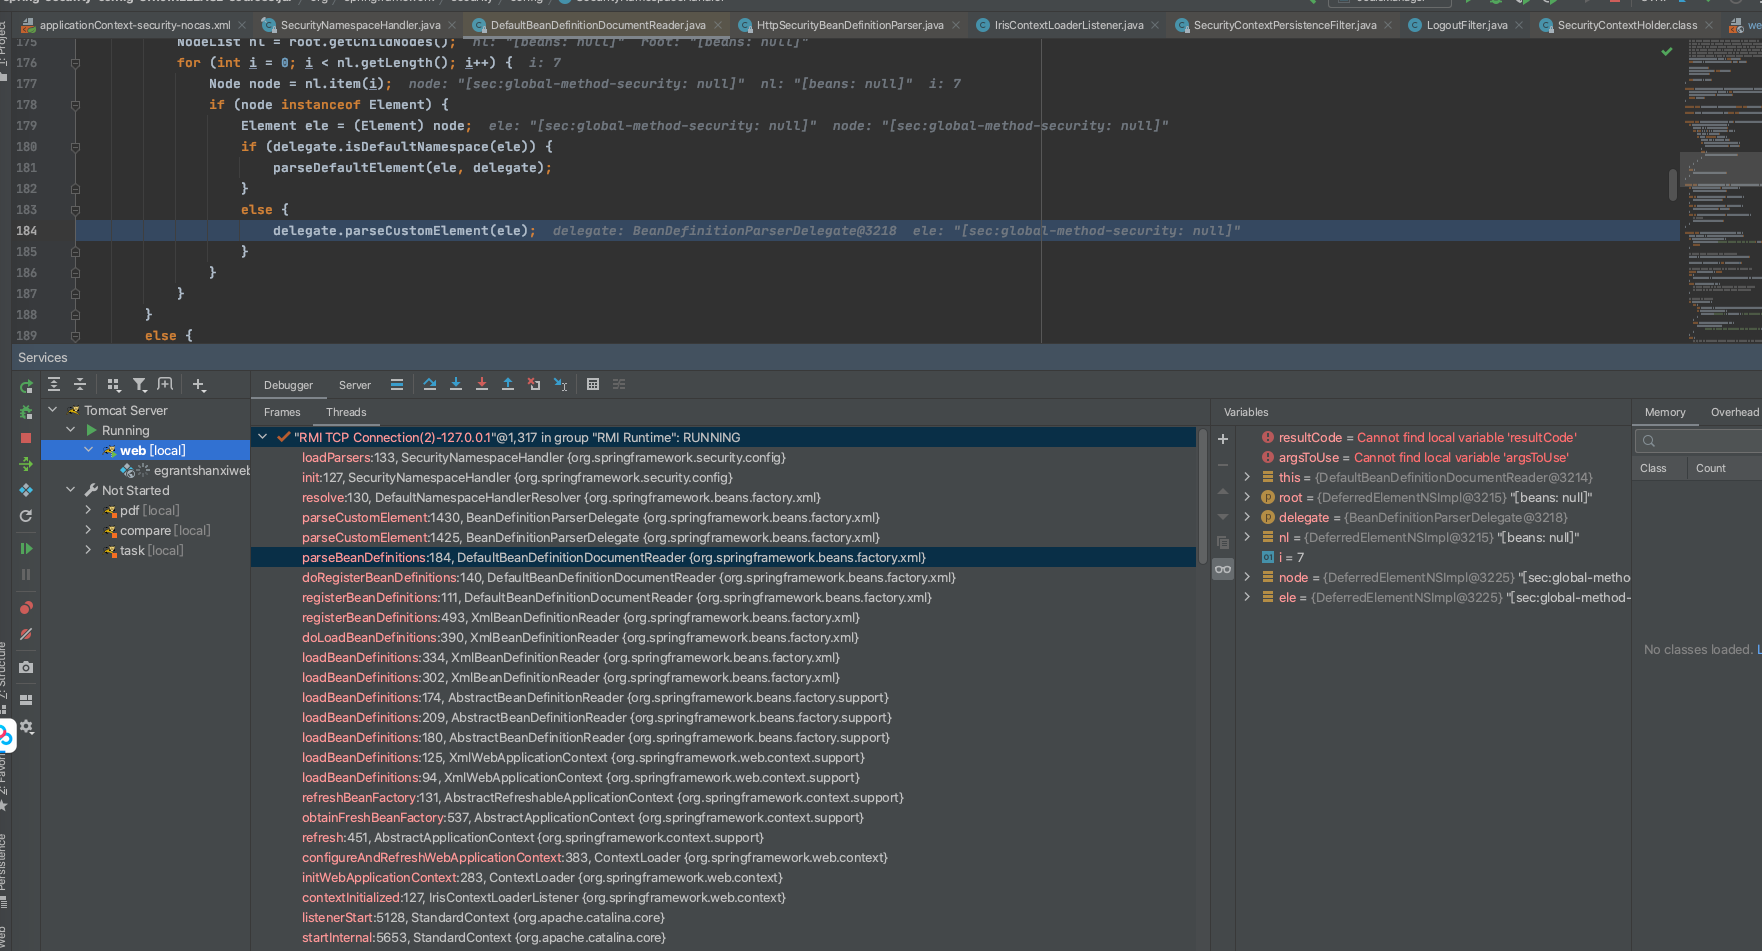 applicationContext-security-nocas.xml SecurityNamespaceHandler.java DefaultBeanDefinitionDocumentReader.java HttpSecurityBeanDefinitionParser.java IrisContextLoaderListener.java SecurityContextPersistenceFilter.java LogoutFilter.java SecurityContextHolder.class we
175 NodeList nl = root.getChildNodes(); nl: "[beans: null]" root: "[beans: null]"
176 for (int i = 0; i < nl.getLength(); i++) { i: 7
177 Node node = nl.item(i); node: "[sec:global-method-security: null]" nl: "[beans: null]" i: 7
178 if (node instanceof Element) {
179 Element ele = (Element) node; ele: "[sec:global-method-security: null]" node: "[sec:global-method-security: null]"
180 if (delegate.isDefaultNamespace(ele)) {
181 parseDefaultElement(ele, delegate);
182 }
183 else {
184 delegate.parseCustomElement(ele); delegate: BeanDefinitionParserDelegate@3218 ele: "[sec:global-method-security: null]"
185 }
186 }
187 }
188 }
189 else {
Services
Debugger Server
Frames Threads
Tomcat Server
Running
web [local]
egrantshanxiweb
Not Started
pdf [local]
compare [local]
task [local]
"RMI TCP Connection(2)-127.0.0.1"@1,317 in group "RMI Runtime": RUNNING
loadParsers:133, SecurityNamespaceHandler {org.springframework.security.config}
init:127, SecurityNamespaceHandler {org.springframework.security.config}
resolve:130, DefaultNamespaceHandlerResolver {org.springframework.beans.factory.xml}
parseCustomElement:1430, BeanDefinitionParserDelegate {org.springframework.beans.factory.xml}
parseCustomElement:1425, BeanDefinitionParserDelegate {org.springframework.beans.factory.xml}
parseBeanDefinitions:184, DefaultBeanDefinitionDocumentReader {org.springframework.beans.factory.xml}
doRegisterBeanDefinitions:140, DefaultBeanDefinitionDocumentReader {org.springframework.beans.factory.xml}
registerBeanDefinitions:111, DefaultBeanDefinitionDocumentReader {org.springframework.beans.factory.xml}
registerBeanDefinitions:493, XmlBeanDefinitionReader {org.springframework.beans.factory.xml}
doLoadBeanDefinitions:390, XmlBeanDefinitionReader {org.springframework.beans.factory.xml}
loadBeanDefinitions:334, XmlBeanDefinitionReader {org.springframework.beans.factory.xml}
loadBeanDefinitions:302, XmlBeanDefinitionReader {org.springframework.beans.factory.xml}
loadBeanDefinitions:174, AbstractBeanDefinitionReader {org.springframework.beans.factory.support}
loadBeanDefinitions:209, AbstractBeanDefinitionReader {org.springframework.beans.factory.support}
loadBeanDefinitions:180, AbstractBeanDefinitionReader {org.springframework.beans.factory.support}
loadBeanDefinitions:125, XmlWebApplicationContext {org.springframework.web.context.support}
loadBeanDefinitions:94, XmlWebApplicationContext {org.springframework.web.context.support}
refreshBeanFactory:131, AbstractRefreshableApplicationContext {org.springframework.context.support}
obtainFreshBeanFactory:537, AbstractApplicationContext {org.springframework.context.support}
refresh:451, AbstractApplicationContext {org.springframework.context.support}
configureAndRefreshWebApplicationContext:383, ContextLoader {org.springframework.web.context}
initWebApplicationContext:283, ContextLoader {org.springframework.web.context}
contextInitialized:127, IrisContextLoaderListener {org.springframework.web.context}
listenerStart:5128, StandardContext {org.apache.catalina.core}
startInternal:5653, StandardContext {org.apache.catalina.core}
Variables
resultCode = Cannot find local variable 'resultCode'
argsToUse = Cannot find local variable 'argsToUse'
this = {DefaultBeanDefinitionDocumentReader@3214}
root = {DeferredElementNSImpl@3215} "[beans: null]"
delegate = {BeanDefinitionParserDelegate@3218}
nl = {DeferredElementNSImpl@3215} "[beans: null]"
i = 7
node = {DeferredElementNSImpl@3225} "[sec:global-metho
ele = {DeferredElementNSImpl@3225} "[sec:global-method-
Memory Overhead
Class Count
No classes loaded. L